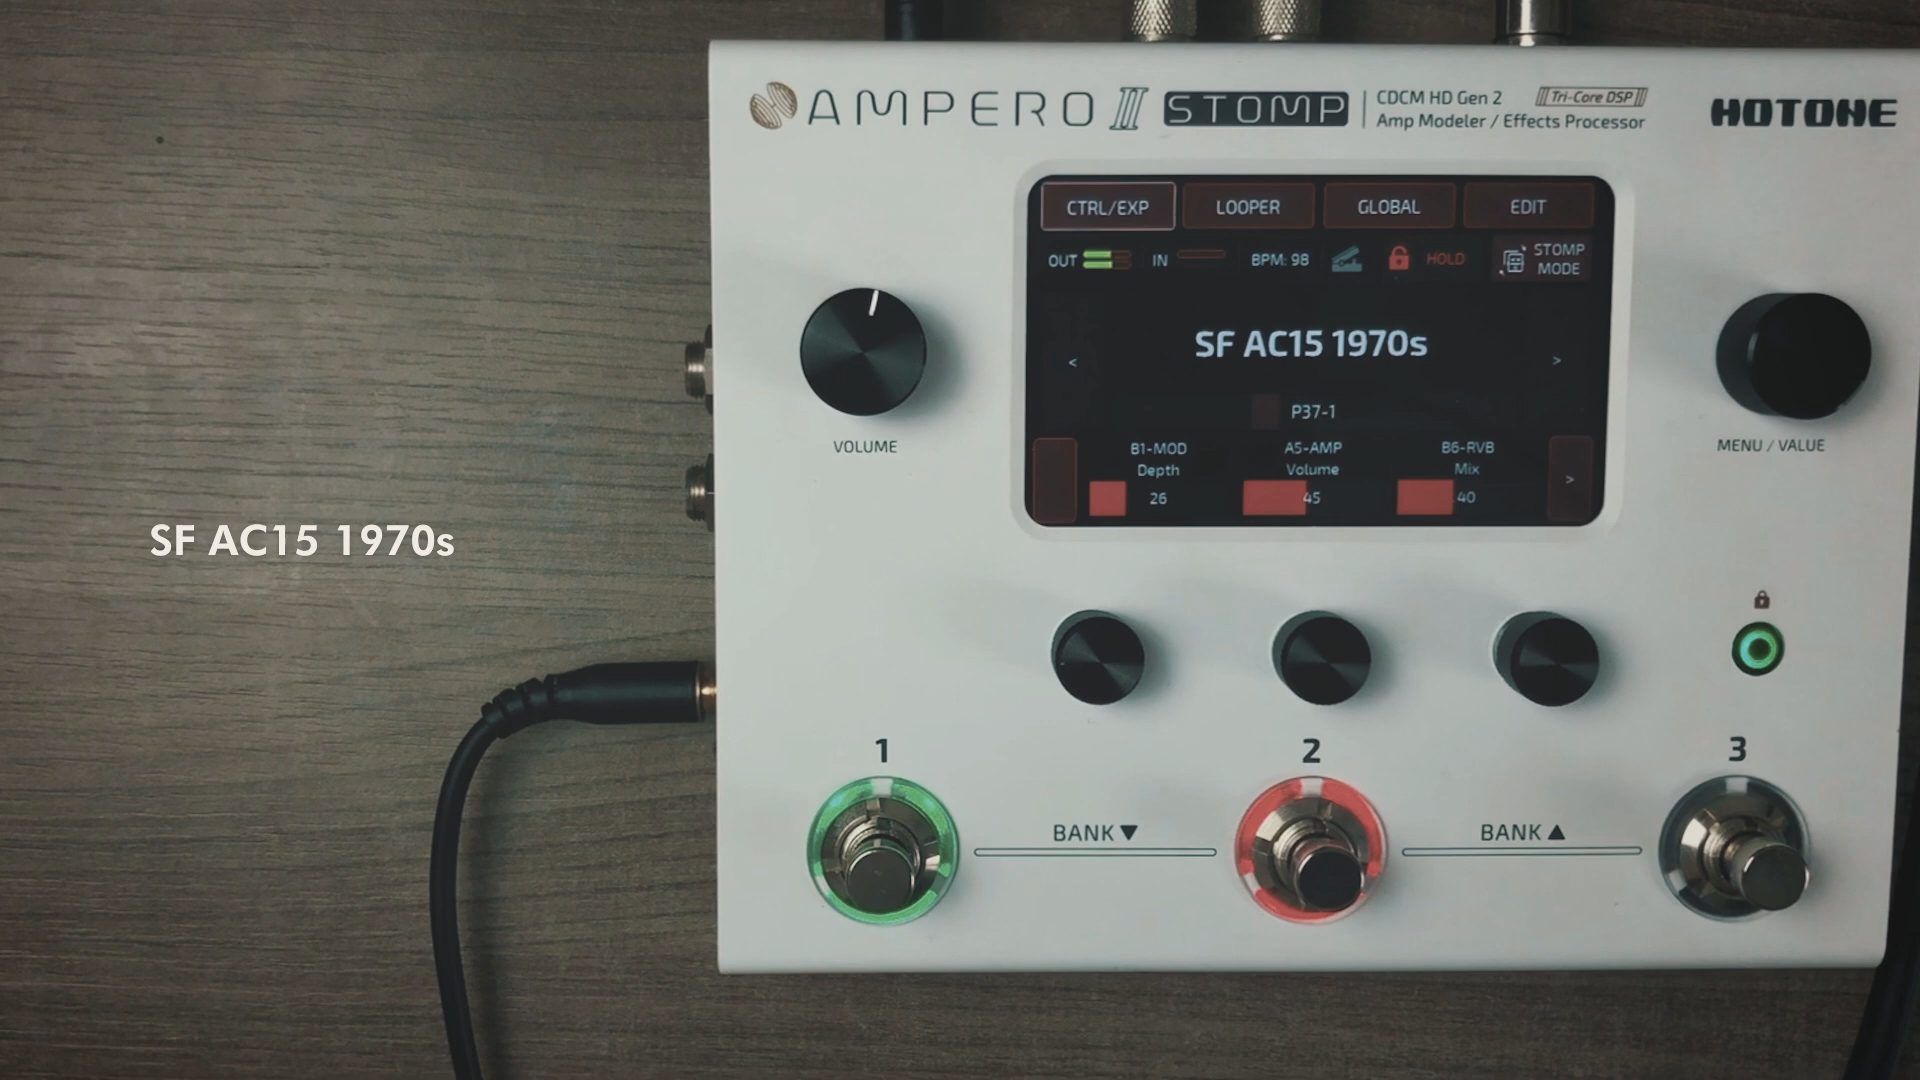 AMPERO II STOMP
CDCM HD Gen 2
Tri-Core DSP
Amp Modeler / Effects Processor
HOTONE
CTRL/EXP
LOOPER
GLOBAL
EDIT
OUT
IN
BPM: 98
HOLD
STOMP
MODE
<
SF AC15 1970s
>
P37-1
B1-MOD
Depth
26
A5-AMP
Volume
45
B6-RVB
Mix
40
>
VOLUME
MENU / VALUE
SF AC15 1970s
1
2
3
BANK▼
BANK▲